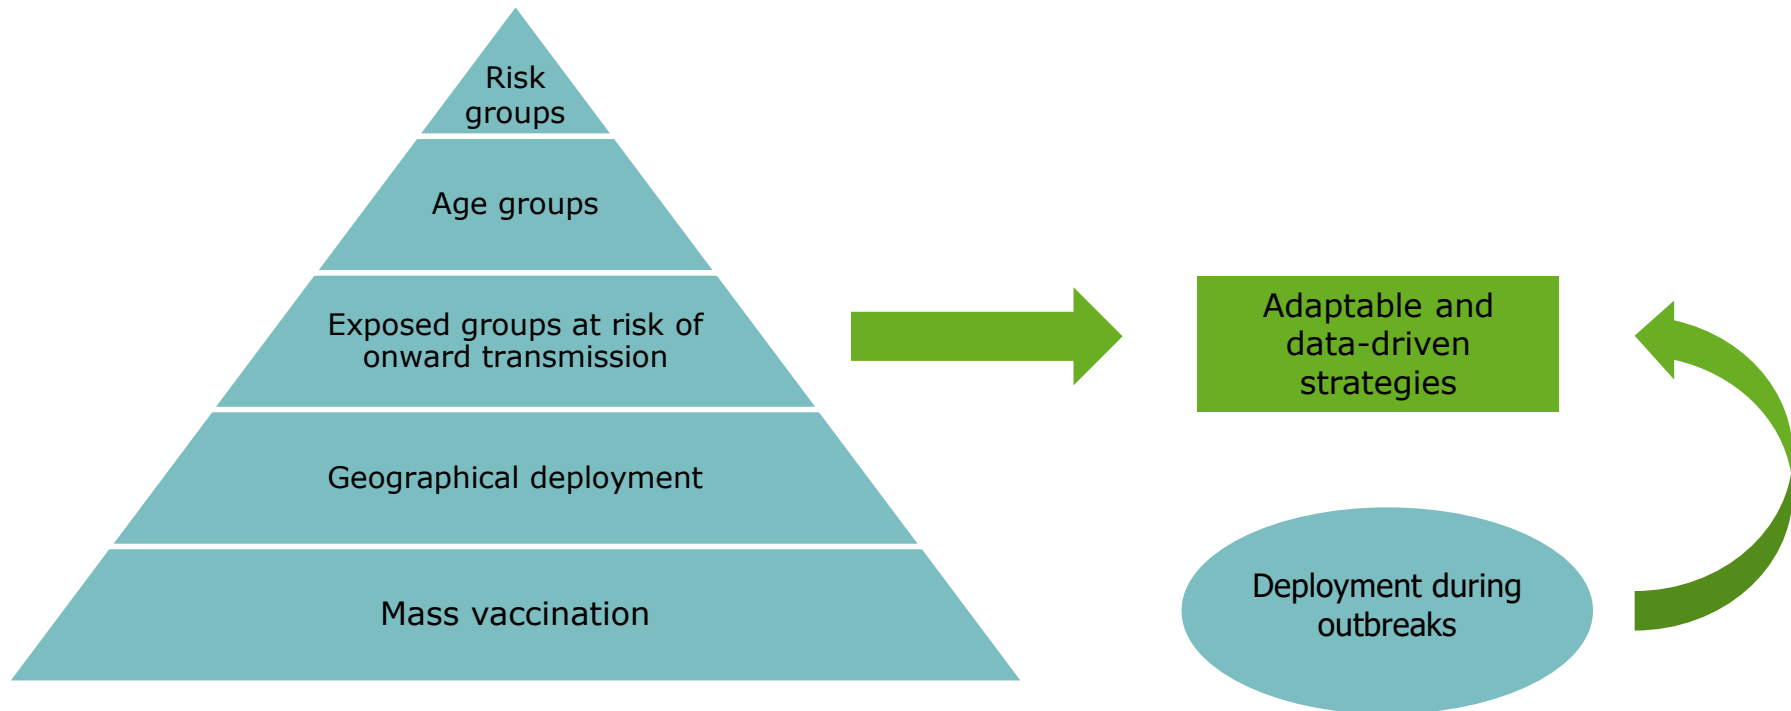 Risk
groups
Age groups
Exposed groups at risk of
onward transmission
Geographical deployment
Mass vaccination
Adaptable and
data-driven
strategies
Deployment during
outbreaks